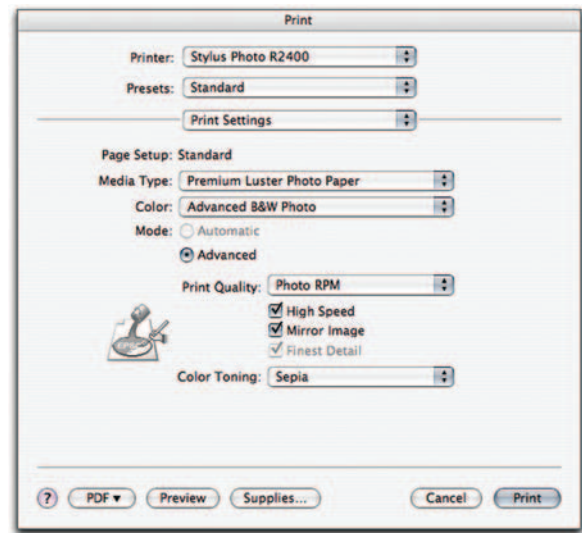 Print
Printer: Stylus Photo R2400
Presets: Standard
Print Settings
Page Setup: Standard
Media Type: Premium Luster Photo Paper
Color: Advanced B&W Photo
Mode: Automatic
Advanced
Print Quality: Photo RPM
High Speed
Mirror Image
Finest Detail
Color Toning: Sepia
? PDF Preview Supplies... Cancel Print